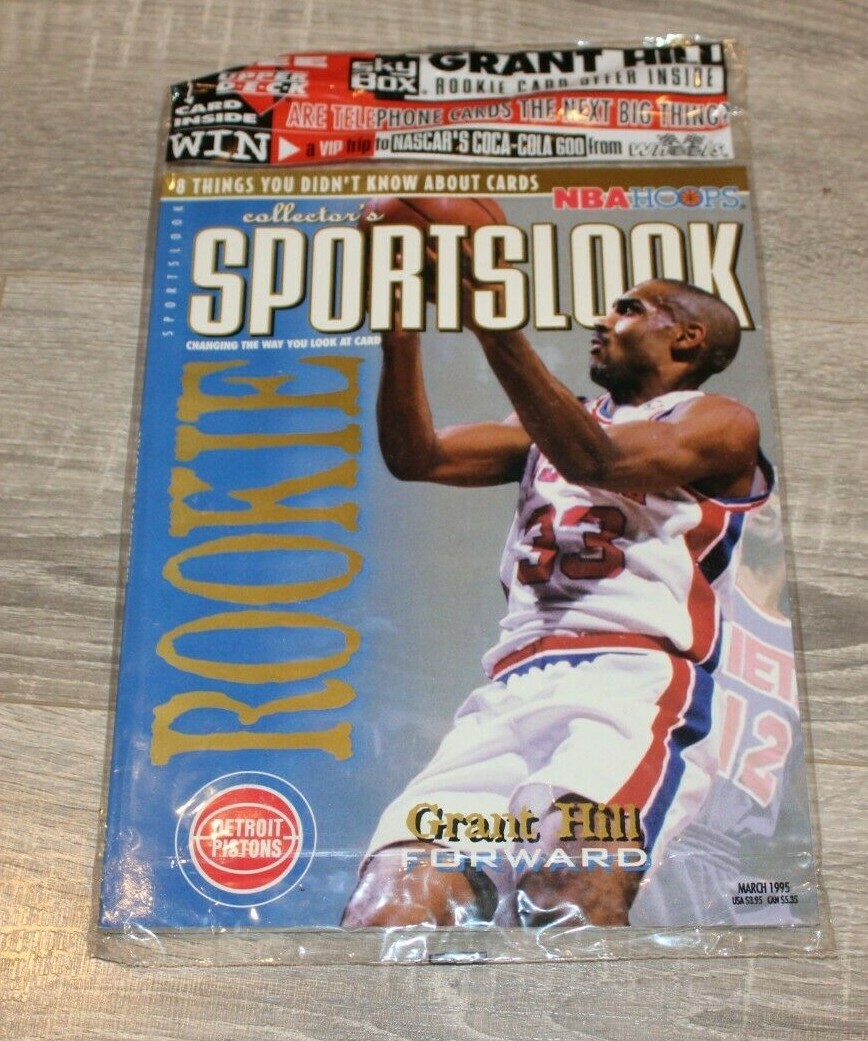 UPPER
D·E·C·K
CARD
INSIDE
WIN
sky
BOX
GRANT HILL
ROOKIE CARD OFFER INSIDE
ARE TELEPHONE CARDS THE NEXT BIG THING?
a VIP trip to NASCAR'S COCA-COLA 600 from Wheels.
8 THINGS YOU DIDN'T KNOW ABOUT CARDS
NBA HOOPS
SPORTSLOOK
collector's
SPORTSLOOK
CHANGING THE WAY YOU LOOK AT CARD
ROOKIE
33
IET
12
DETROIT
PISTONS
TM
Grant Hill
FORWARD
MARCH 1995
USA $3.95 CAN $5.35